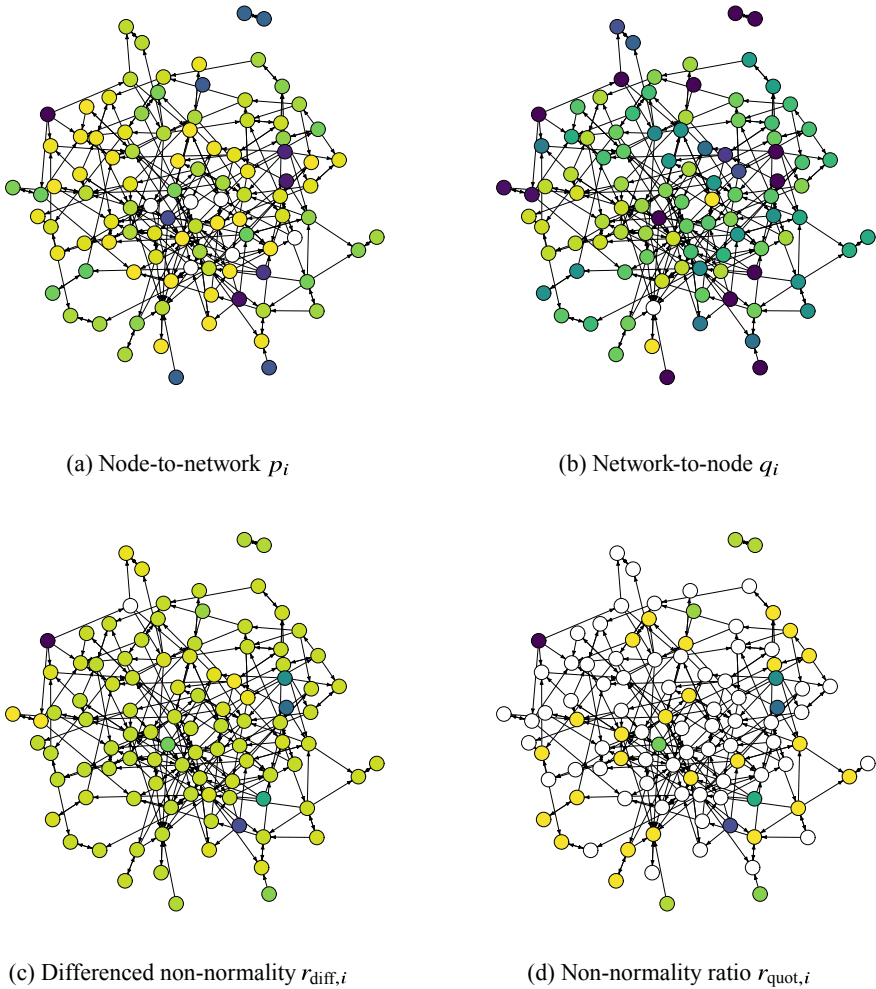 (a) Node-to-network p_i
(b) Network-to-node q_i
(c) Differenced non-normality r_diff,i
(d) Non-normality ratio r_quot,i